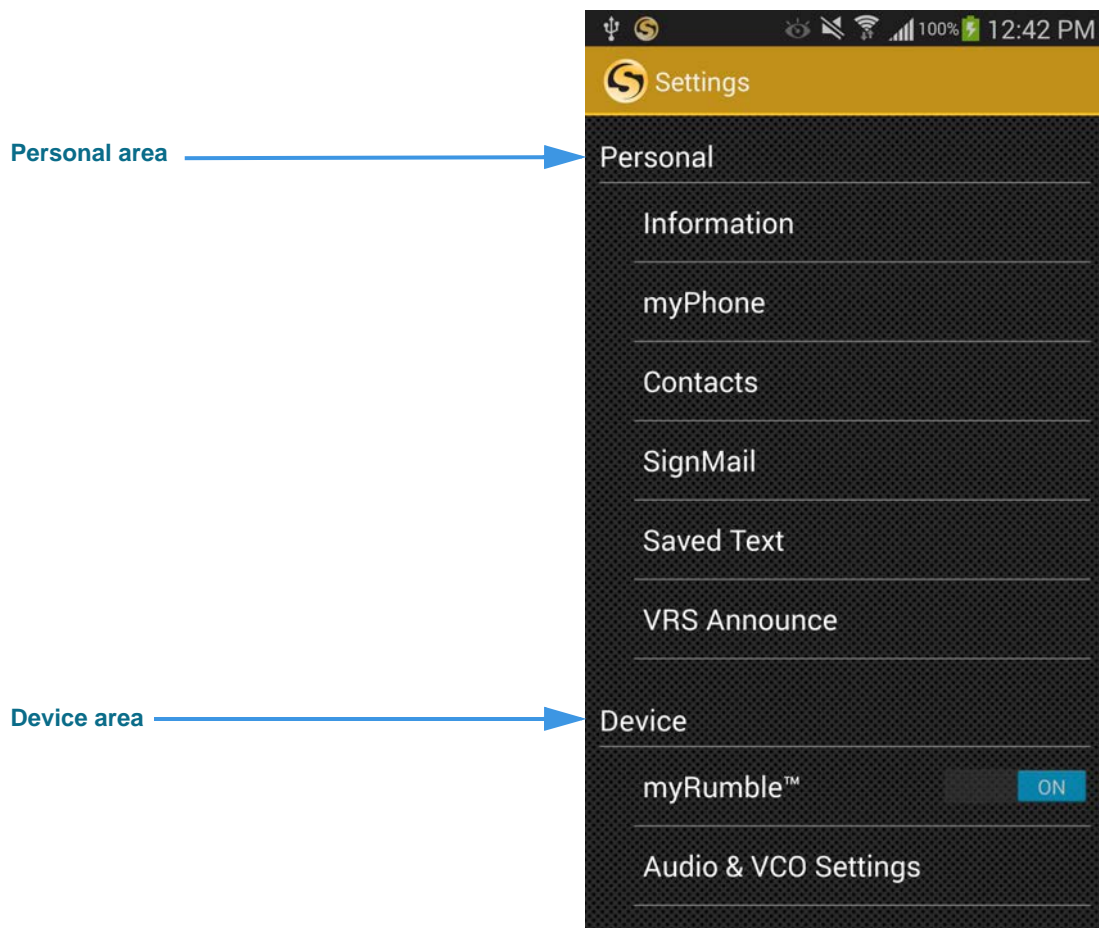 100% 12:42 PM
Settings
Personal area
Personal
Information
myPhone
Contacts
SignMail
Saved Text
VRS Announce
Device area
Device
myRumble™ ON
Audio & VCO Settings